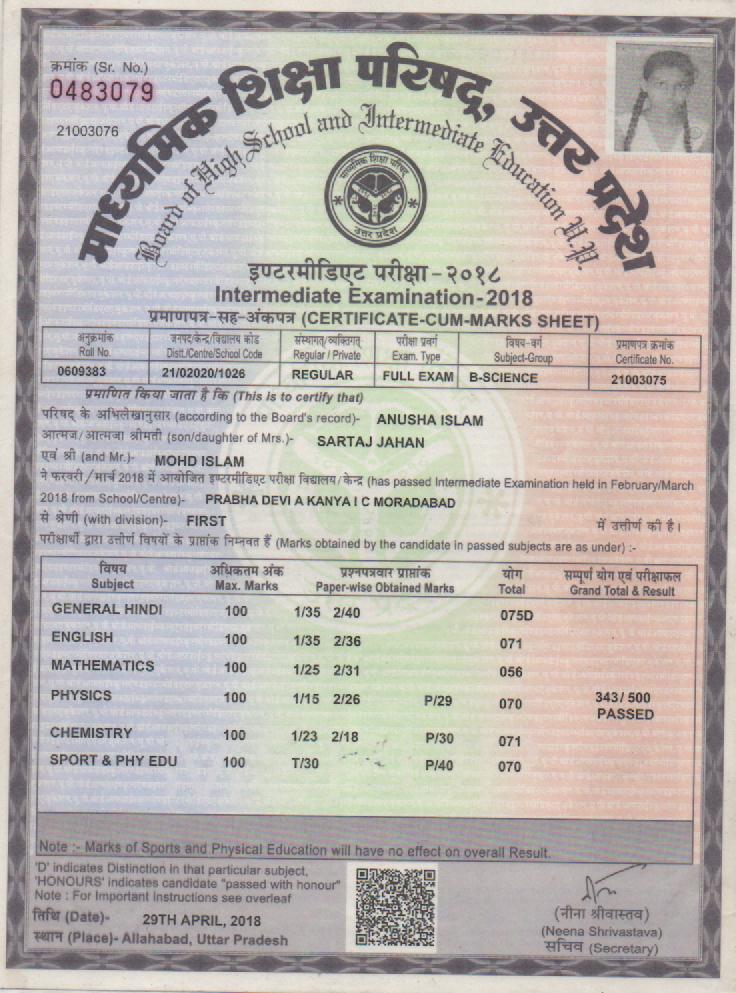 क्रमांक (Sr. No.)
0483079
21003076
माध्यमिक शिक्षा परिषद्, उत्तर प्रदेश
Board of High School and Intermediate Education U.P.
माध्यमिक शिक्षा परिषद्
उत्तर प्रदेश
इण्टरमीडिएट परीक्षा-२०१८
Intermediate Examination-2018
प्रमाणपत्र-सह-अंकपत्र (CERTIFICATE-CUM-MARKS SHEET)
अनुक्रमांक जनपद/केन्द्र/विद्यालय कोड संस्थागत/व्यक्तिगत परीक्षा प्रवर्ग विषय-वर्ग प्रमाणपत्र क्रमांक
Roll No. Distt./Centre/School Code Regular / Private Exam. Type Subject-Group Certificate No.
0609383 21/02020/1026 REGULAR FULL EXAM B-SCIENCE 21003075
प्रमाणित किया जाता है कि (This is to certify that)
परिषद् के अभिलेखानुसार (according to the Board's record)- ANUSHA ISLAM
आत्मज/आत्मजा श्रीमती (son/daughter of Mrs.)- SARTAJ JAHAN
एवं श्री (and Mr.)- MOHD ISLAM
ने फरवरी/मार्च 2018 में आयोजित इण्टरमीडिएट परीक्षा विद्यालय/केन्द्र (has passed Intermediate Examination held in February/March
2018 from School/Centre)- PRABHA DEVI A KANYA I C MORADABAD
से श्रेणी (with division)- FIRST में उत्तीर्ण की है।
परीक्षार्थी द्वारा उत्तीर्ण विषयों के प्राप्तांक निम्नवत हैं (Marks obtained by the candidate in passed subjects are as under) :-
विषय अधिकतम अंक प्रश्नपत्रवार प्राप्तांक योग सम्पूर्ण योग एवं परीक्षाफल
Subject Max. Marks Paper-wise Obtained Marks Total Grand Total & Result
GENERAL HINDI 100 1/35 2/40 075D
ENGLISH 100 1/35 2/36 071
MATHEMATICS 100 1/25 2/31 056
PHYSICS 100 1/15 2/26 P/29 070 343/500
PASSED
CHEMISTRY 100 1/23 2/18 P/30 071
SPORT & PHY EDU 100 T/30 P/40 070
Note :- Marks of Sports and Physical Education will have no effect on overall Result.
'D' indicates Distinction in that particular subject,
'HONOURS' indicates candidate "passed with honour"
Note : For Important Instructions see overleaf
तिथि (Date)- 29TH APRIL, 2018
स्थान (Place)- Allahabad, Uttar Pradesh
(नीना श्रीवास्तव)
(Neena Shrivastava)
सचिव (Secretary)